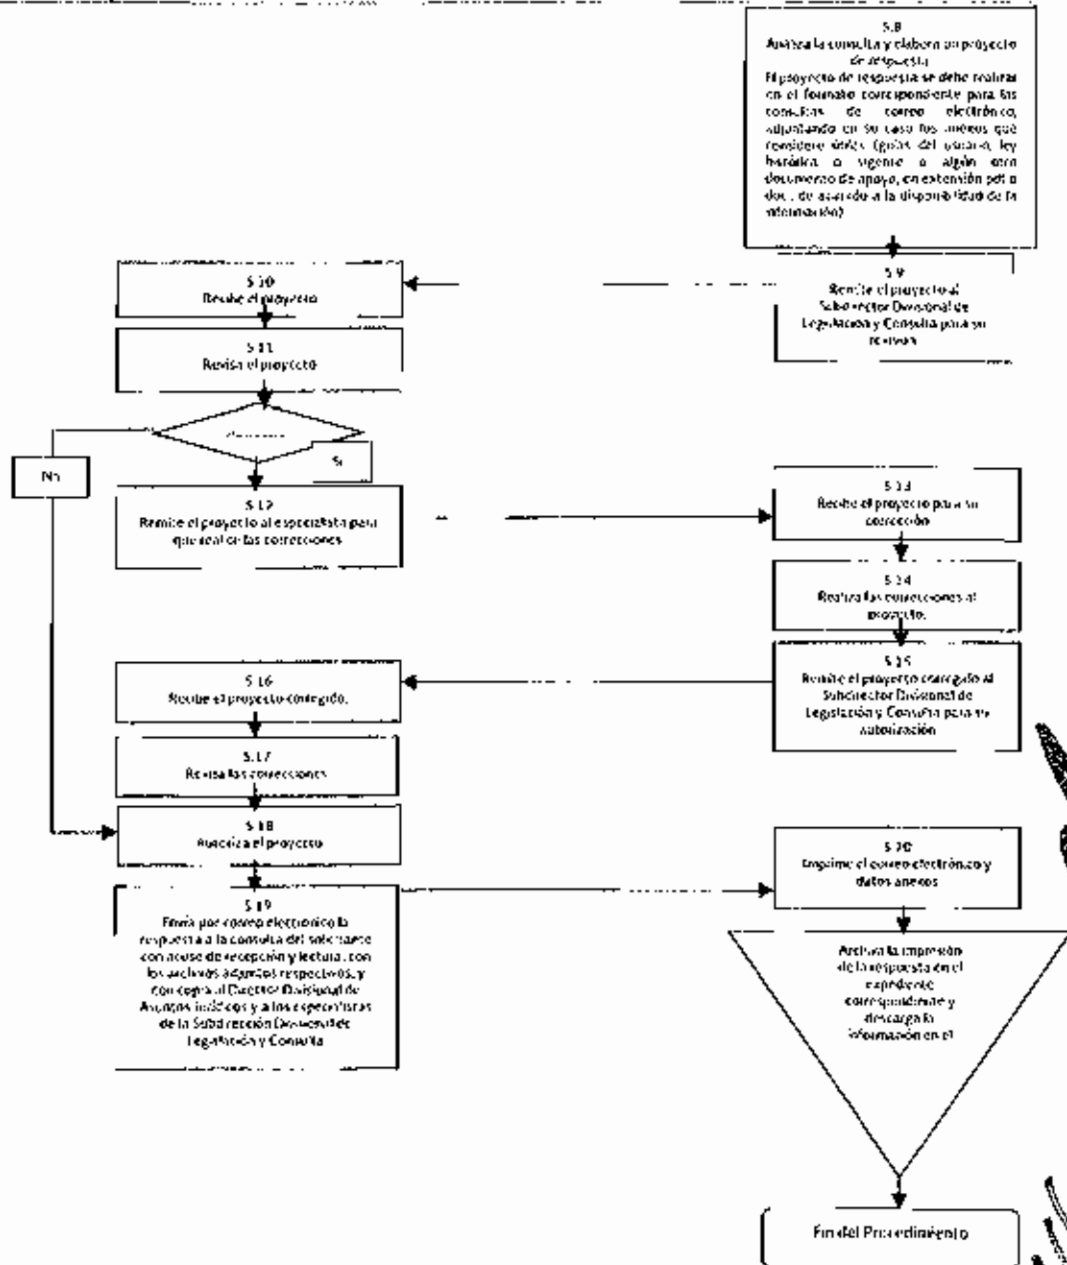 5.8
Analiza la consulta y elabora un proyecto
de respuesta
El proyecto de respuesta se debe realizar
en el formato correspondiente para las
consultas de correo electrónico,
adjuntando en su caso los anexos que
considere útiles (guías del usuario, ley
histórica o vigente o algún otro
documento de apoyo, en extensión pdf o
doc., de acuerdo a la disponibilidad de la
información)
5.9
Remite el proyecto al
Subdirector Divisional de
Legislación y Consulta para su
revisión
5.10
Recibe el proyecto
5.11
Revisa el proyecto
Si
No
5.12
Remite el proyecto al especialista para
que realice las correcciones
5.13
Recibe el proyecto para su
corrección
5.14
Realiza las correcciones al
proyecto.
5.15
Remite el proyecto corregido al
Subdirector Divisional de
Legislación y Consulta para su
autorización
5.16
Recibe el proyecto corregido.
5.17
Revisa las correcciones
5.18
Autoriza el proyecto
5.19
Envía por correo electrónico la
respuesta a la consulta del solicitante
con acuse de recepción y lectura, con
los archivos adjuntos respectivos, y
con copia al Director Divisional de
Asuntos Jurídicos y a los especialistas
de la Subdirección Divisional de
Legislación y Consulta
5.20
Imprime el correo electrónico y
datos anexos
Archiva la impresión
de la respuesta en el
expediente
correspondiente y
descarga la
información en el
Fin del Procedimiento